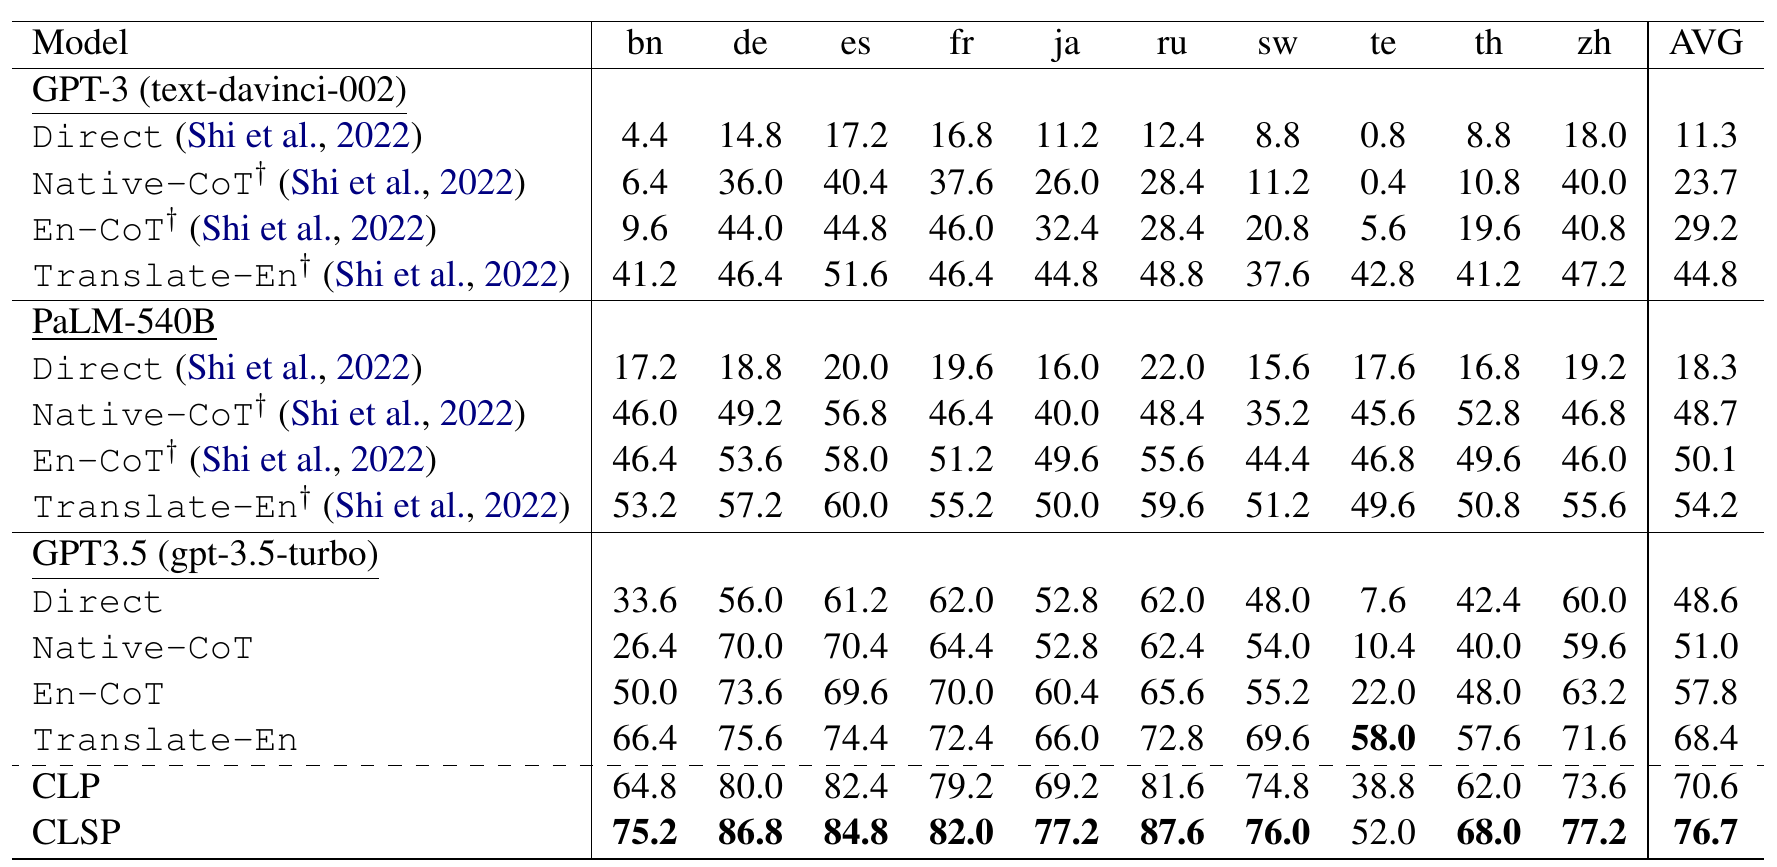 Model bn de es fr ja ru sw te th zh AVG
GPT-3 (text-davinci-002)
Direct (Shi et al., 2022) 4.4 14.8 17.2 16.8 11.2 12.4 8.8 0.8 8.8 18.0 11.3
Native-CoT† (Shi et al., 2022) 6.4 36.0 40.4 37.6 26.0 28.4 11.2 0.4 10.8 40.0 23.7
En-CoT† (Shi et al., 2022) 9.6 44.0 44.8 46.0 32.4 28.4 20.8 5.6 19.6 40.8 29.2
Translate-En† (Shi et al., 2022) 41.2 46.4 51.6 46.4 44.8 48.8 37.6 42.8 41.2 47.2 44.8
PaLM-540B
Direct (Shi et al., 2022) 17.2 18.8 20.0 19.6 16.0 22.0 15.6 17.6 16.8 19.2 18.3
Native-CoT† (Shi et al., 2022) 46.0 49.2 56.8 46.4 40.0 48.4 35.2 45.6 52.8 46.8 48.7
En-CoT† (Shi et al., 2022) 46.4 53.6 58.0 51.2 49.6 55.6 44.4 46.8 49.6 46.0 50.1
Translate-En† (Shi et al., 2022) 53.2 57.2 60.0 55.2 50.0 59.6 51.2 49.6 50.8 55.6 54.2
GPT3.5 (gpt-3.5-turbo)
Direct 33.6 56.0 61.2 62.0 52.8 62.0 48.0 7.6 42.4 60.0 48.6
Native-CoT 26.4 70.0 70.4 64.4 52.8 62.4 54.0 10.4 40.0 59.6 51.0
En-CoT 50.0 73.6 69.6 70.0 60.4 65.6 55.2 22.0 48.0 63.2 57.8
Translate-En 66.4 75.6 74.4 72.4 66.0 72.8 69.6 58.0 57.6 71.6 68.4
CLP 64.8 80.0 82.4 79.2 69.2 81.6 74.8 38.8 62.0 73.6 70.6
CLSP 75.2 86.8 84.8 82.0 77.2 87.6 76.0 52.0 68.0 77.2 76.7